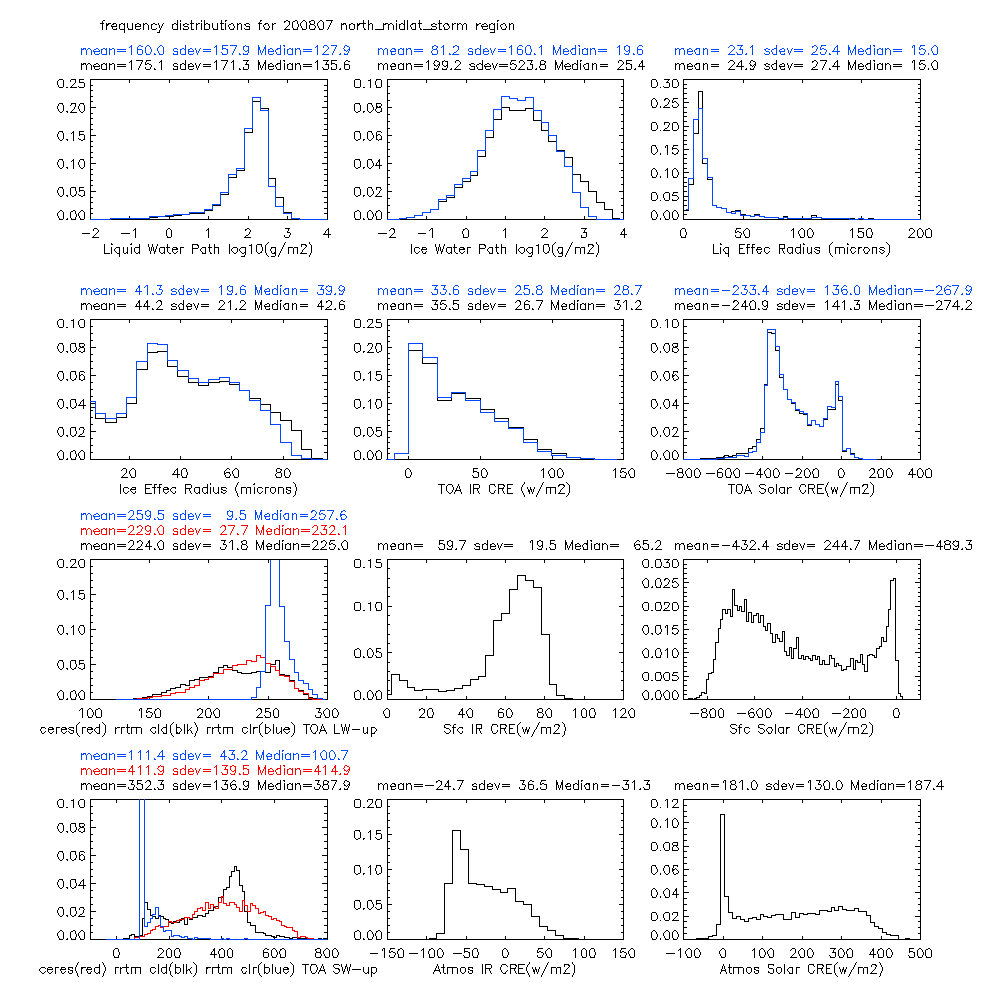 frequency distributions for 200807 north_midlat_storm region
mean=160.0 sdev=157.9 Median=127.9
mean=175.1 sdev=171.3 Median=135.6
mean= 81.2 sdev=160.1 Median= 19.6
mean=199.2 sdev=523.8 Median= 25.4
mean= 23.1 sdev= 25.4 Median= 15.0
mean= 24.9 sdev= 27.4 Median= 15.0
0.25
0.20
0.15
0.10
0.05
0.00
-2 -1 0 1 2 3 4
Liquid Water Path log10(g/m2)
0.10
0.08
0.06
0.04
0.02
0.00
-2 -1 0 1 2 3 4
Ice Water Path log10(g/m2)
0.30
0.25
0.20
0.15
0.10
0.05
0.00
0 50 100 150 200
Liq Effec Radius (microns)
mean= 41.3 sdev= 19.6 Median= 39.9
mean= 44.2 sdev= 21.2 Median= 42.6
mean= 33.6 sdev= 25.8 Median= 28.7
mean= 35.5 sdev= 26.7 Median= 31.2
mean=-233.4 sdev= 136.0 Median=-267.9
mean=-240.9 sdev= 141.3 Median=-274.2
0.10
0.08
0.06
0.04
0.02
0.00
20 40 60 80
Ice Effec Radius (microns)
0.25
0.20
0.15
0.10
0.05
0.00
0 50 100 150
TOA IR CRE (w/m2)
0.10
0.08
0.06
0.04
0.02
0.00
-800 -600 -400 -200 0 200 400
TOA Solar CRE(w/m2)
mean=259.5 sdev= 9.5 Median=257.6
mean=229.0 sdev= 27.7 Median=232.1
mean=224.0 sdev= 31.8 Median=225.0
mean= 59.7 sdev= 19.5 Median= 65.2
mean=-432.4 sdev= 244.7 Median=-489.3
0.20
0.15
0.10
0.05
0.00
100 150 200 250 300
ceres(red) rrtm cld(blk) rrtm clr(blue) TOA LW-up
0.20
0.15
0.10
0.05
0.00
0 20 40 60 80 100 120
Sfc IR CRE(w/m2)
0.030
0.025
0.020
0.015
0.010
0.005
0.000
-800 -600 -400 -200 0
Sfc Solar CRE(w/m2)
mean=111.4 sdev= 43.2 Median=100.7
mean=411.9 sdev=139.5 Median=414.9
mean=352.3 sdev=136.9 Median=387.9
mean=-24.7 sdev= 36.5 Median=-31.3
mean=181.0 sdev=130.0 Median=187.4
0.10
0.08
0.06
0.04
0.02
0.00
0 200 400 600 800
ceres(red) rrtm cld(blk) rrtm clr(blue) TOA SW-up
0.20
0.15
0.10
0.05
0.00
-150 -100 -50 0 50 100 150
Atmos IR CRE(w/m2)
0.12
0.10
0.08
0.06
0.04
0.02
0.00
-100 0 100 200 300 400 500
Atmos Solar CRE(w/m2)